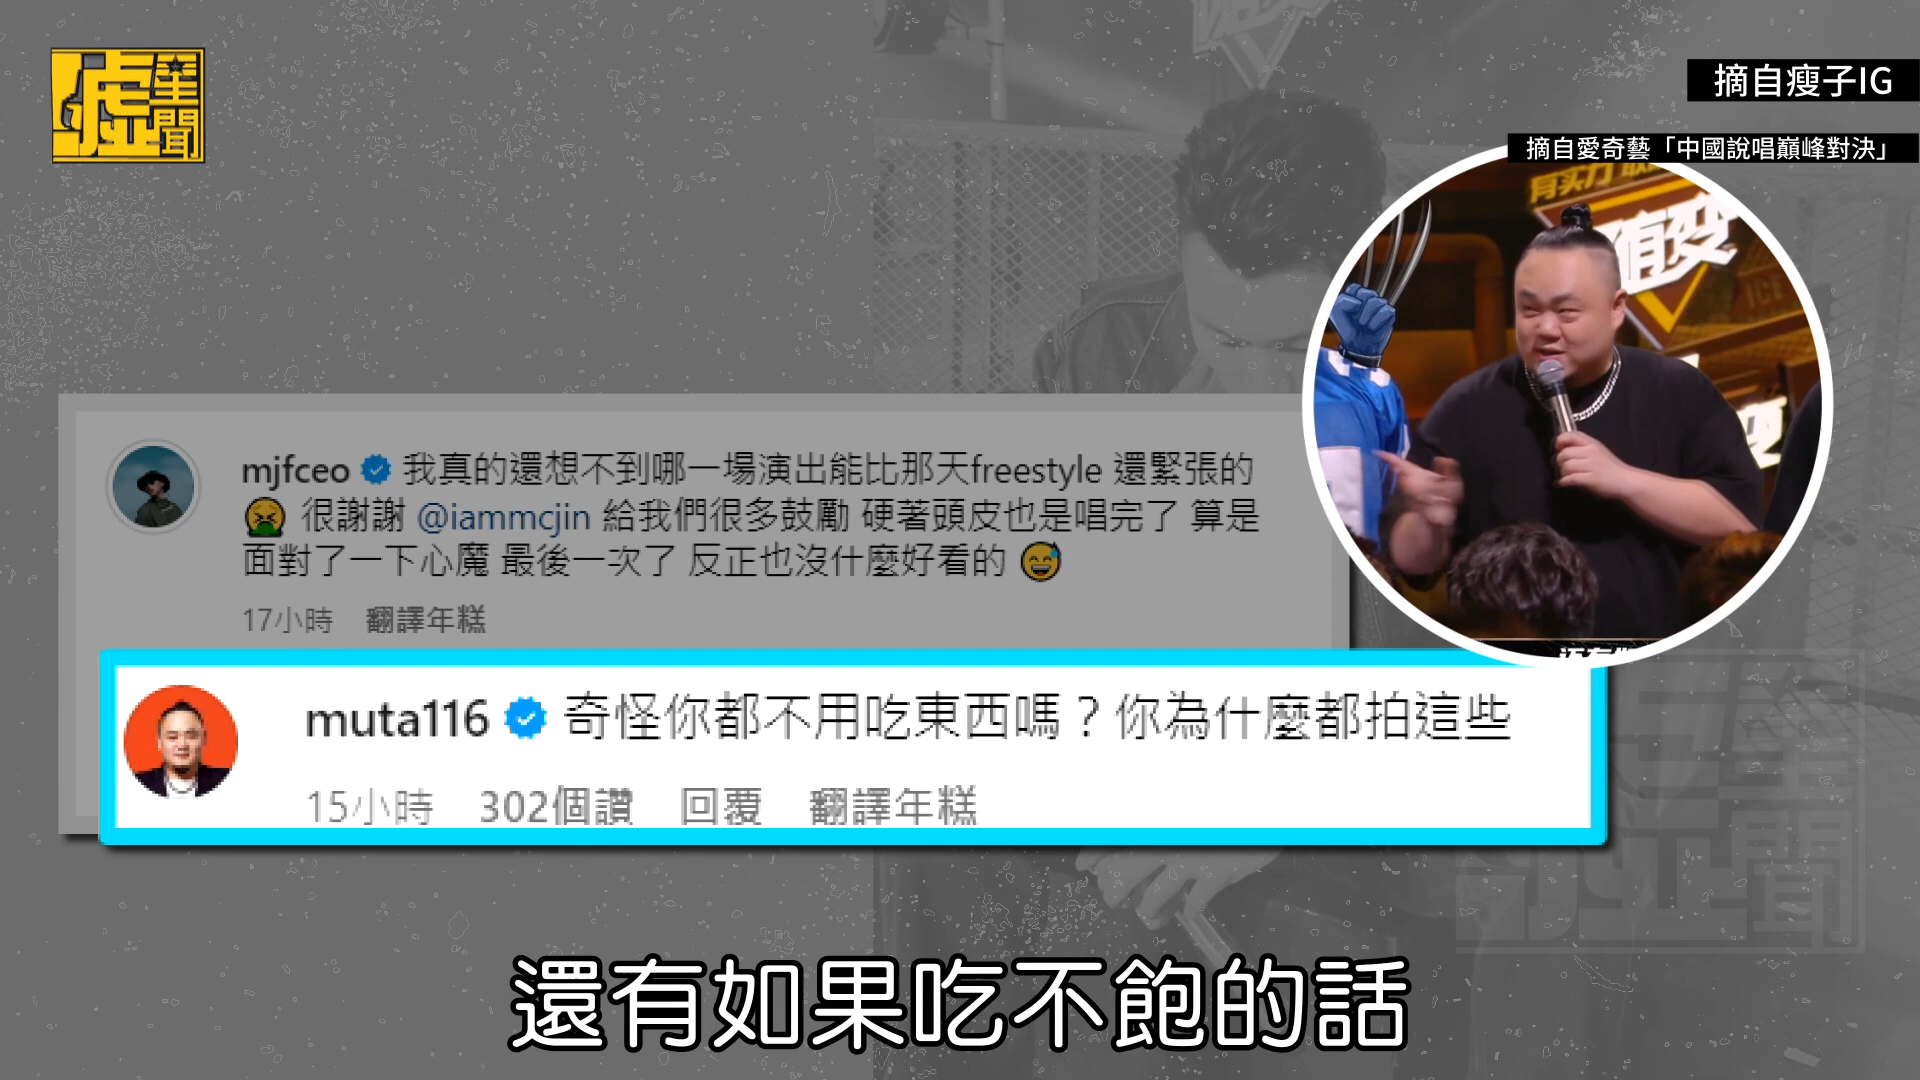 噓星聞
摘自瘦子IG
摘自愛奇藝「中國說唱巔峰對決」
mjfceo 我真的還想不到哪一場演出能比那天freestyle 還緊張的
🤮 很謝謝 @iammcjin 給我們很多鼓勵 硬著頭皮也是唱完了 算是
面對了一下心魔 最後一次了 反正也沒什麼好看的 😅
17小時 翻譯年糕
muta116 奇怪你都不用吃東西嗎？你為什麼都拍這些
15小時 302個讚 回覆 翻譯年糕
還有如果吃不飽的話